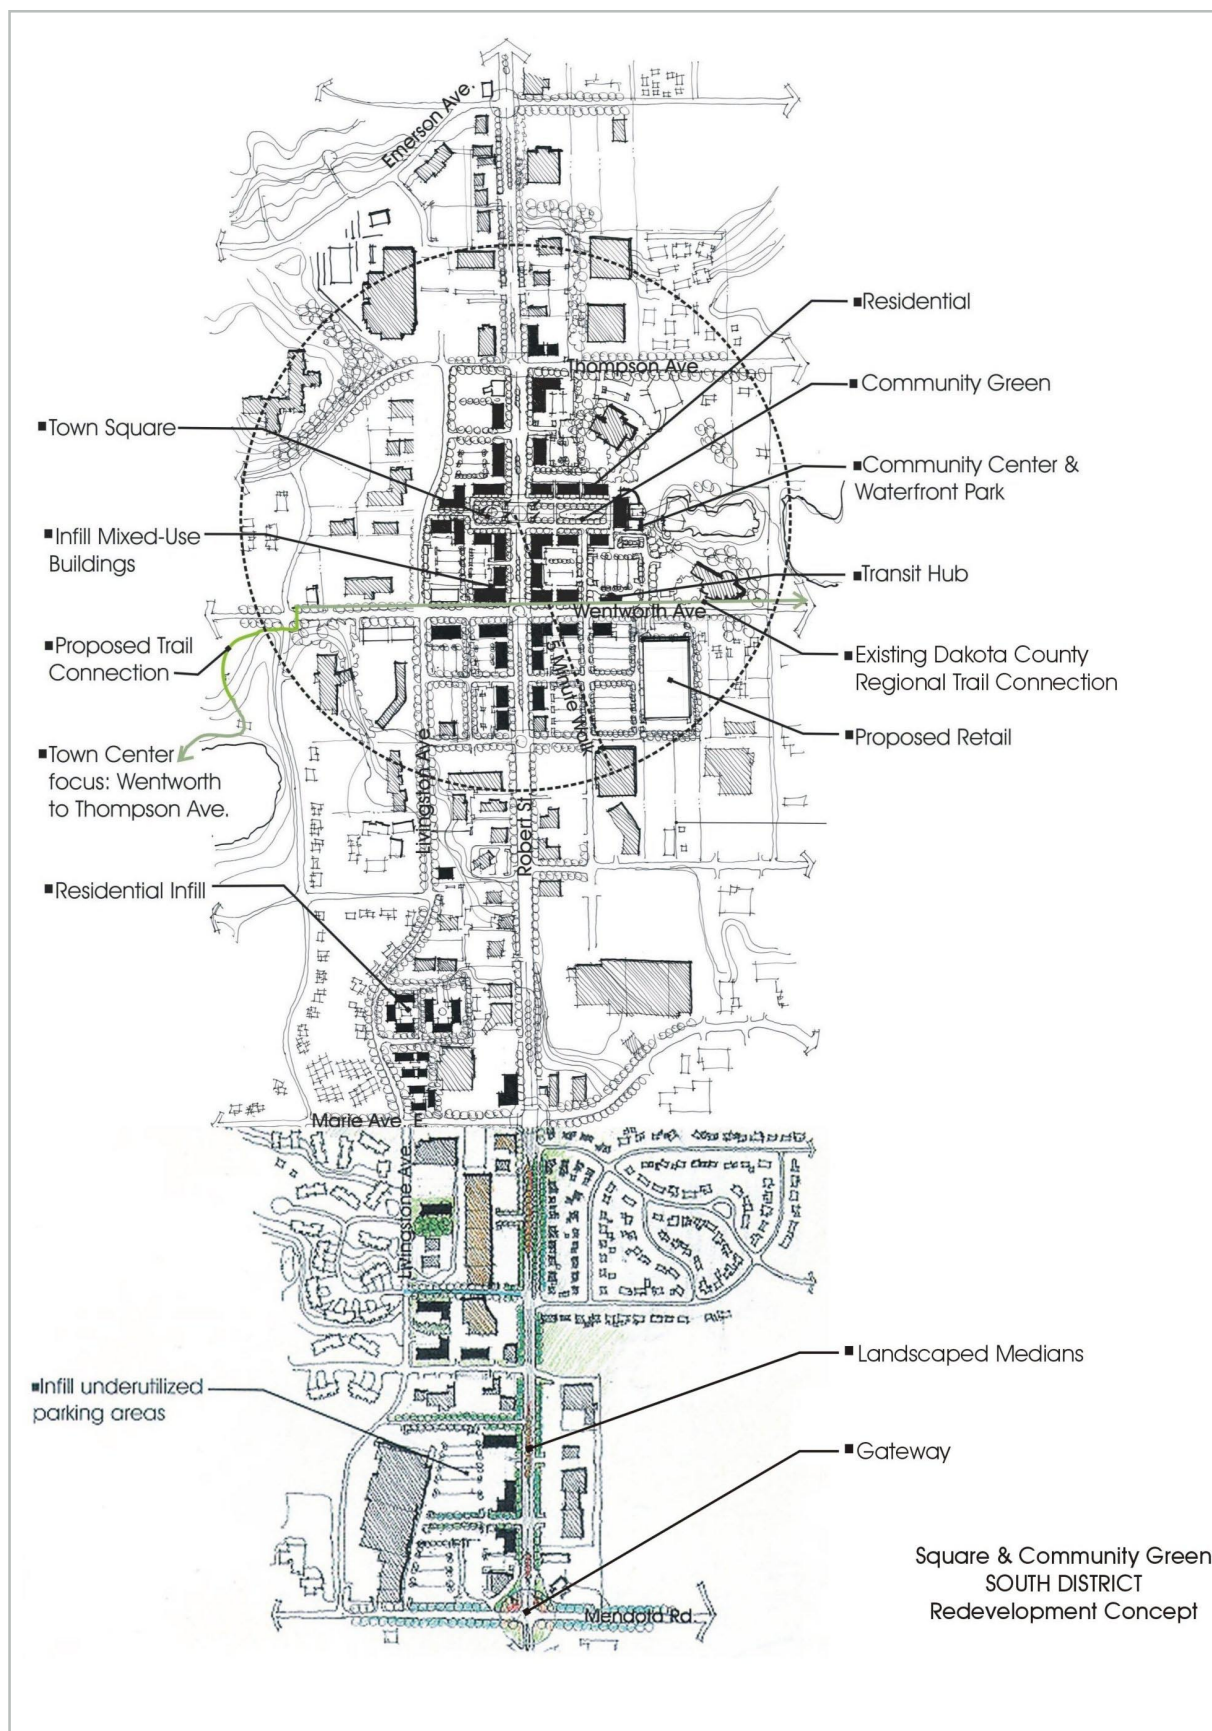 Emerson Ave.
■Residential
Thompson Ave.
■Community Green
■Town Square
■Community Center &
Waterfront Park
■Infill Mixed-Use
Buildings
■Transit Hub
Wentworth Ave
■Proposed Trail
Connection
5 Minute Walk
■Existing Dakota County
Regional Trail Connection
■Proposed Retail
■Town Center
focus: Wentworth
to Thompson Ave.
Livingston Ave.
Robert St.
■Residential Infill
Marie Ave. E.
Livingstone Ave.
■Landscaped Medians
■Infill underutilized
parking areas
■Gateway
Square & Community Green
SOUTH DISTRICT
Redevelopment Concept
Mendota Rd.